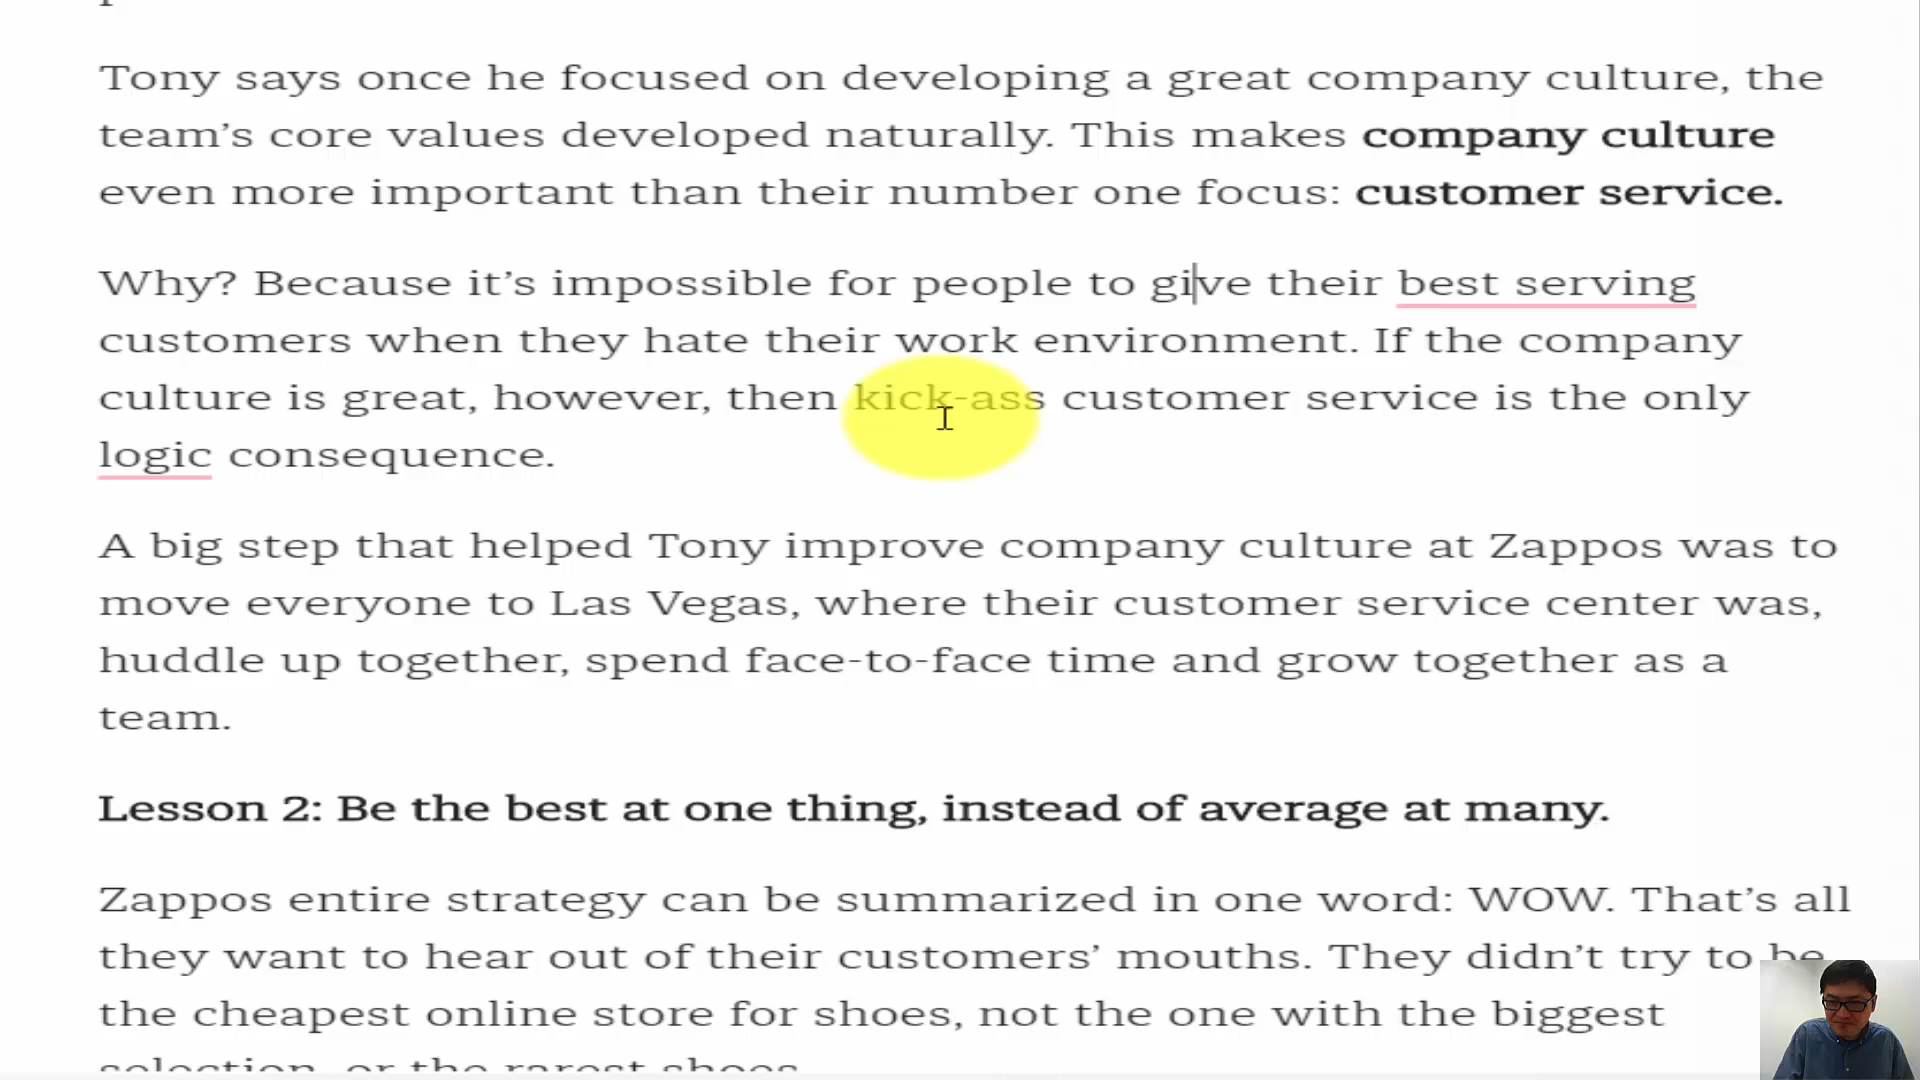 Tony says once he focused on developing a great company culture, the
team’s core values developed naturally. This makes company culture
even more important than their number one focus: customer service.
Why? Because it’s impossible for people to give their best serving
customers when they hate their work environment. If the company
culture is great, however, then kick-ass customer service is the only
logic consequence.
A big step that helped Tony improve company culture at Zappos was to
move everyone to Las Vegas, where their customer service center was,
huddle up together, spend face-to-face time and grow together as a
team.
Lesson 2: Be the best at one thing, instead of average at many.
Zappos entire strategy can be summarized in one word: WOW. That’s all
they want to hear out of their customers’ mouths. They didn’t try to be
the cheapest online store for shoes, not the one with the biggest
selection, or the rarest shoes